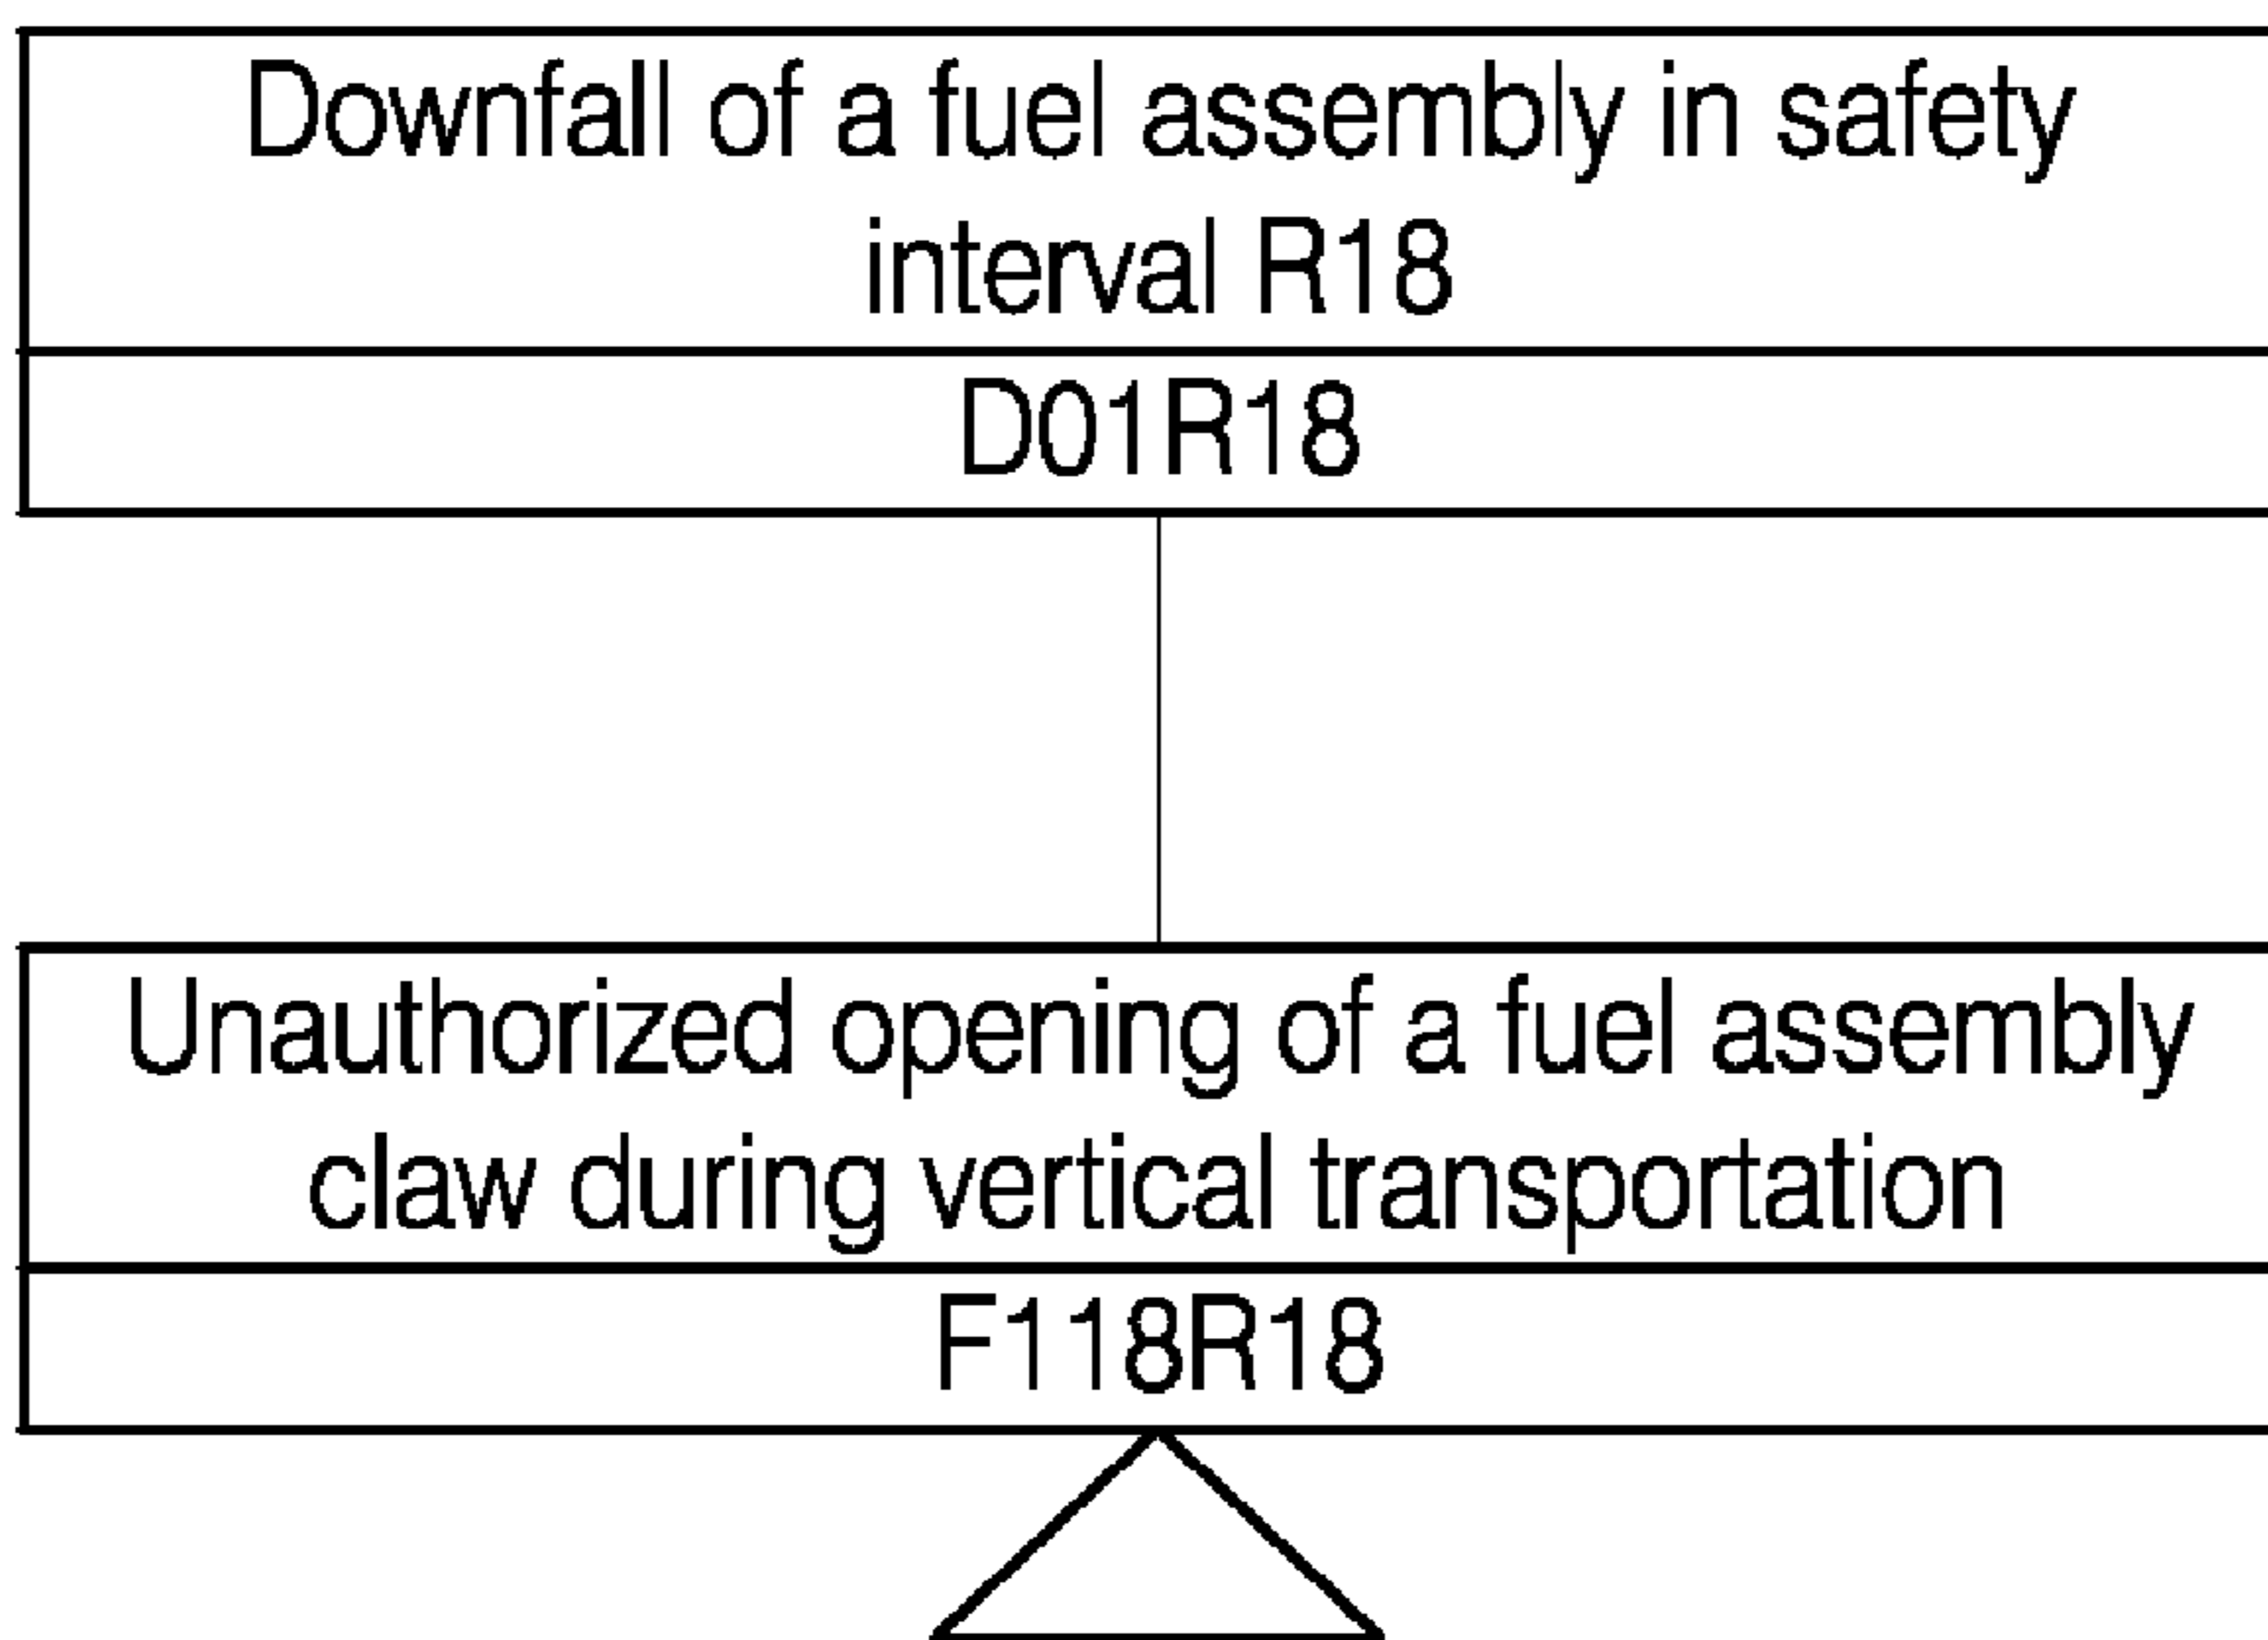 Downfall of a fuel assembly in safety
interval R18
D01R18
Unauthorized opening of a fuel assembly
claw during vertical transportation
F118R18